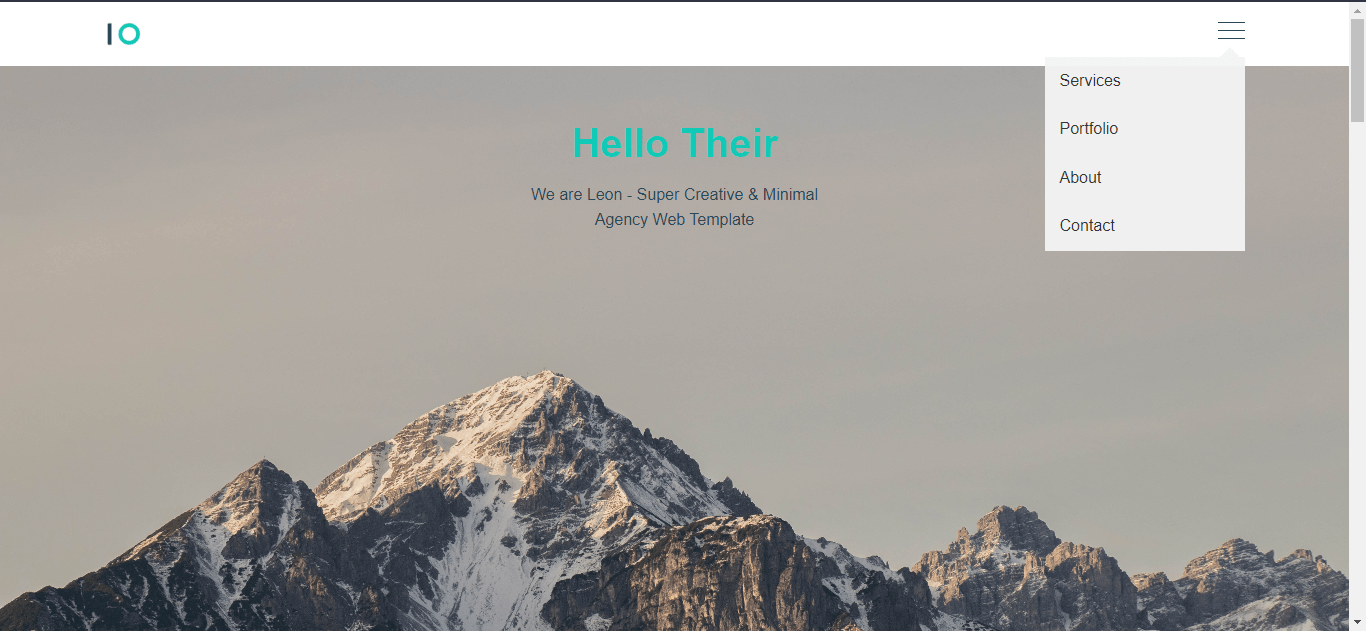 IO
Services
Portfolio
About
Contact
Hello Their
We are Leon - Super Creative & Minimal
Agency Web Template